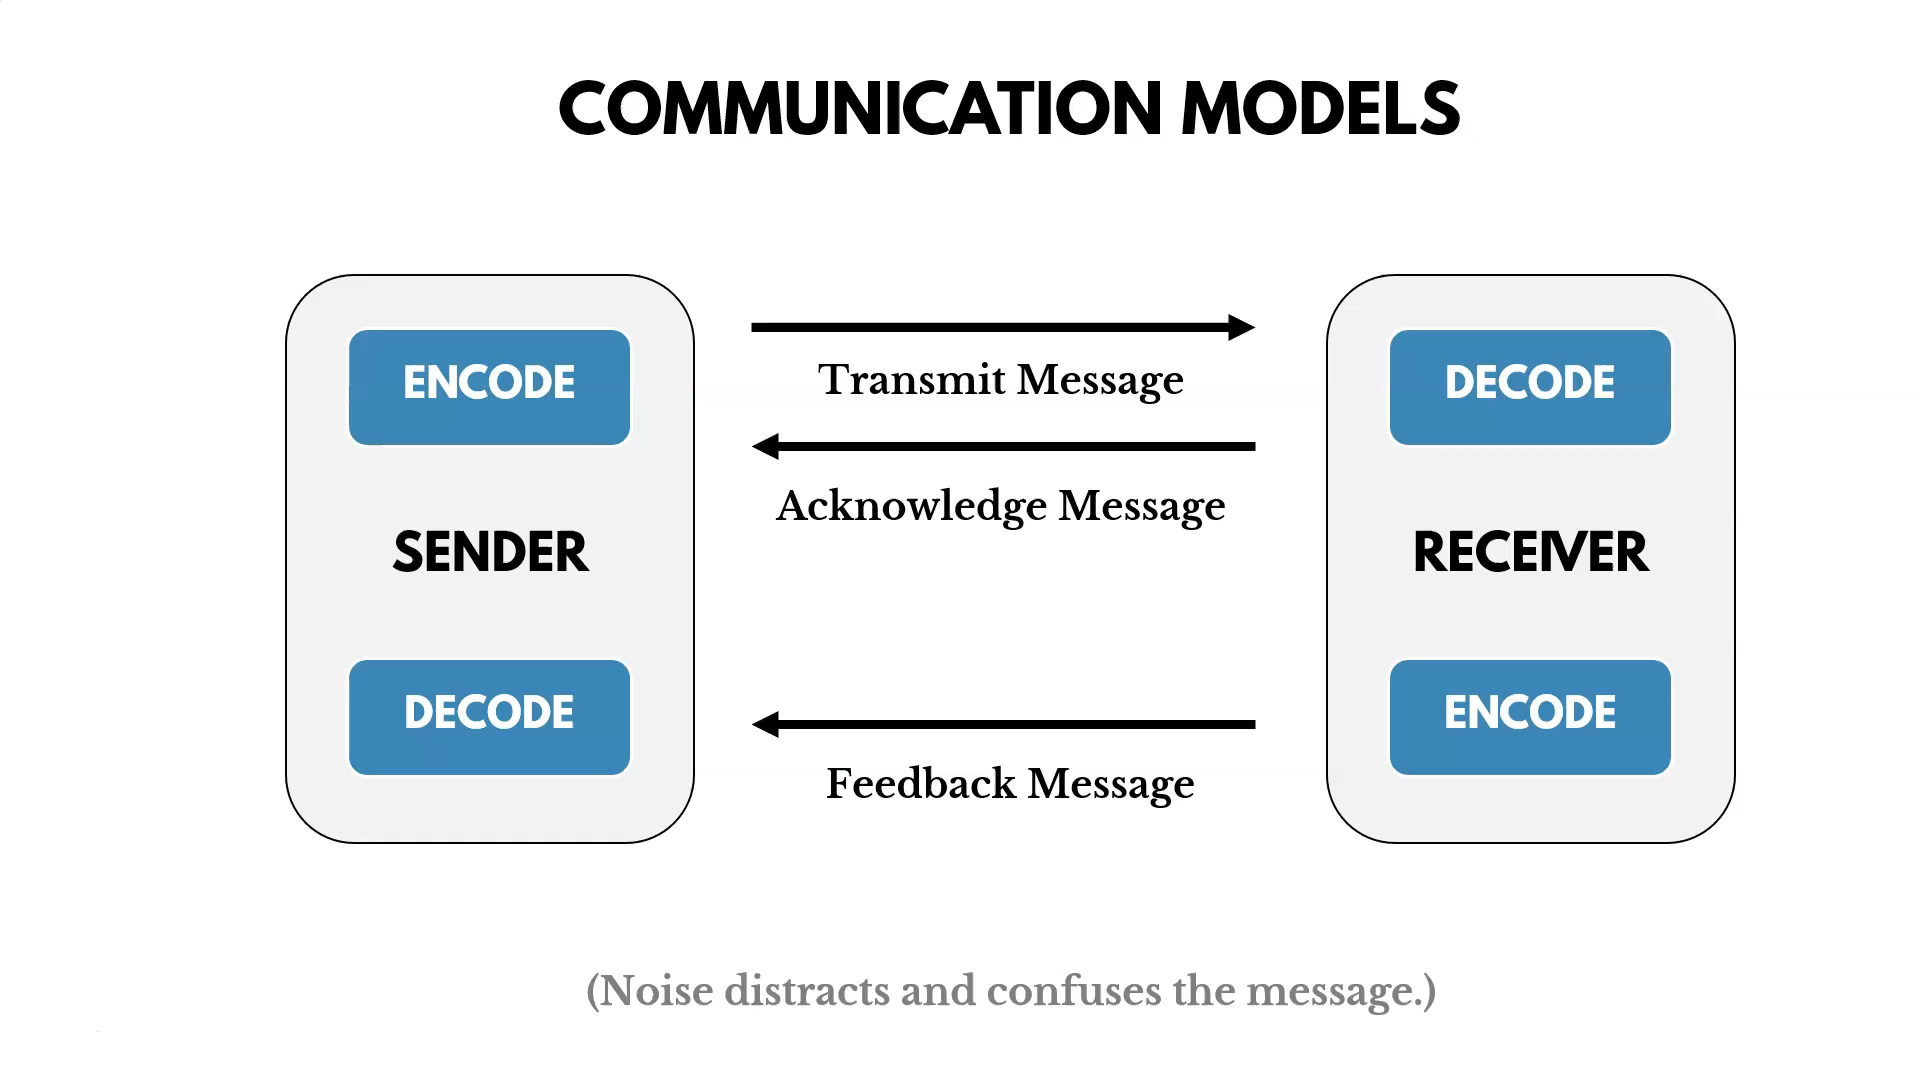 COMMUNICATION MODELS
ENCODE
Transmit Message
DECODE
Acknowledge Message
SENDER
RECEIVER
DECODE
Feedback Message
ENCODE
(Noise distracts and confuses the message.)